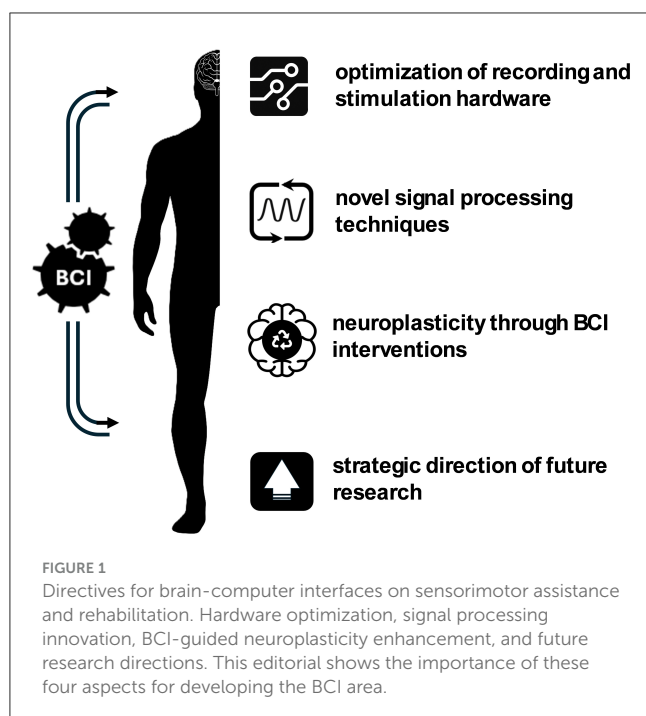 optimization of recording and
stimulation hardware
novel signal processing
techniques
BCI
neuroplasticity through BCI
interventions
strategic direction of future
research
FIGURE 1
Directives for brain-computer interfaces on sensorimotor assistance
and rehabilitation. Hardware optimization, signal processing
innovation, BCI-guided neuroplasticity enhancement, and future
research directions. This editorial shows the importance of these
four aspects for developing the BCI area.